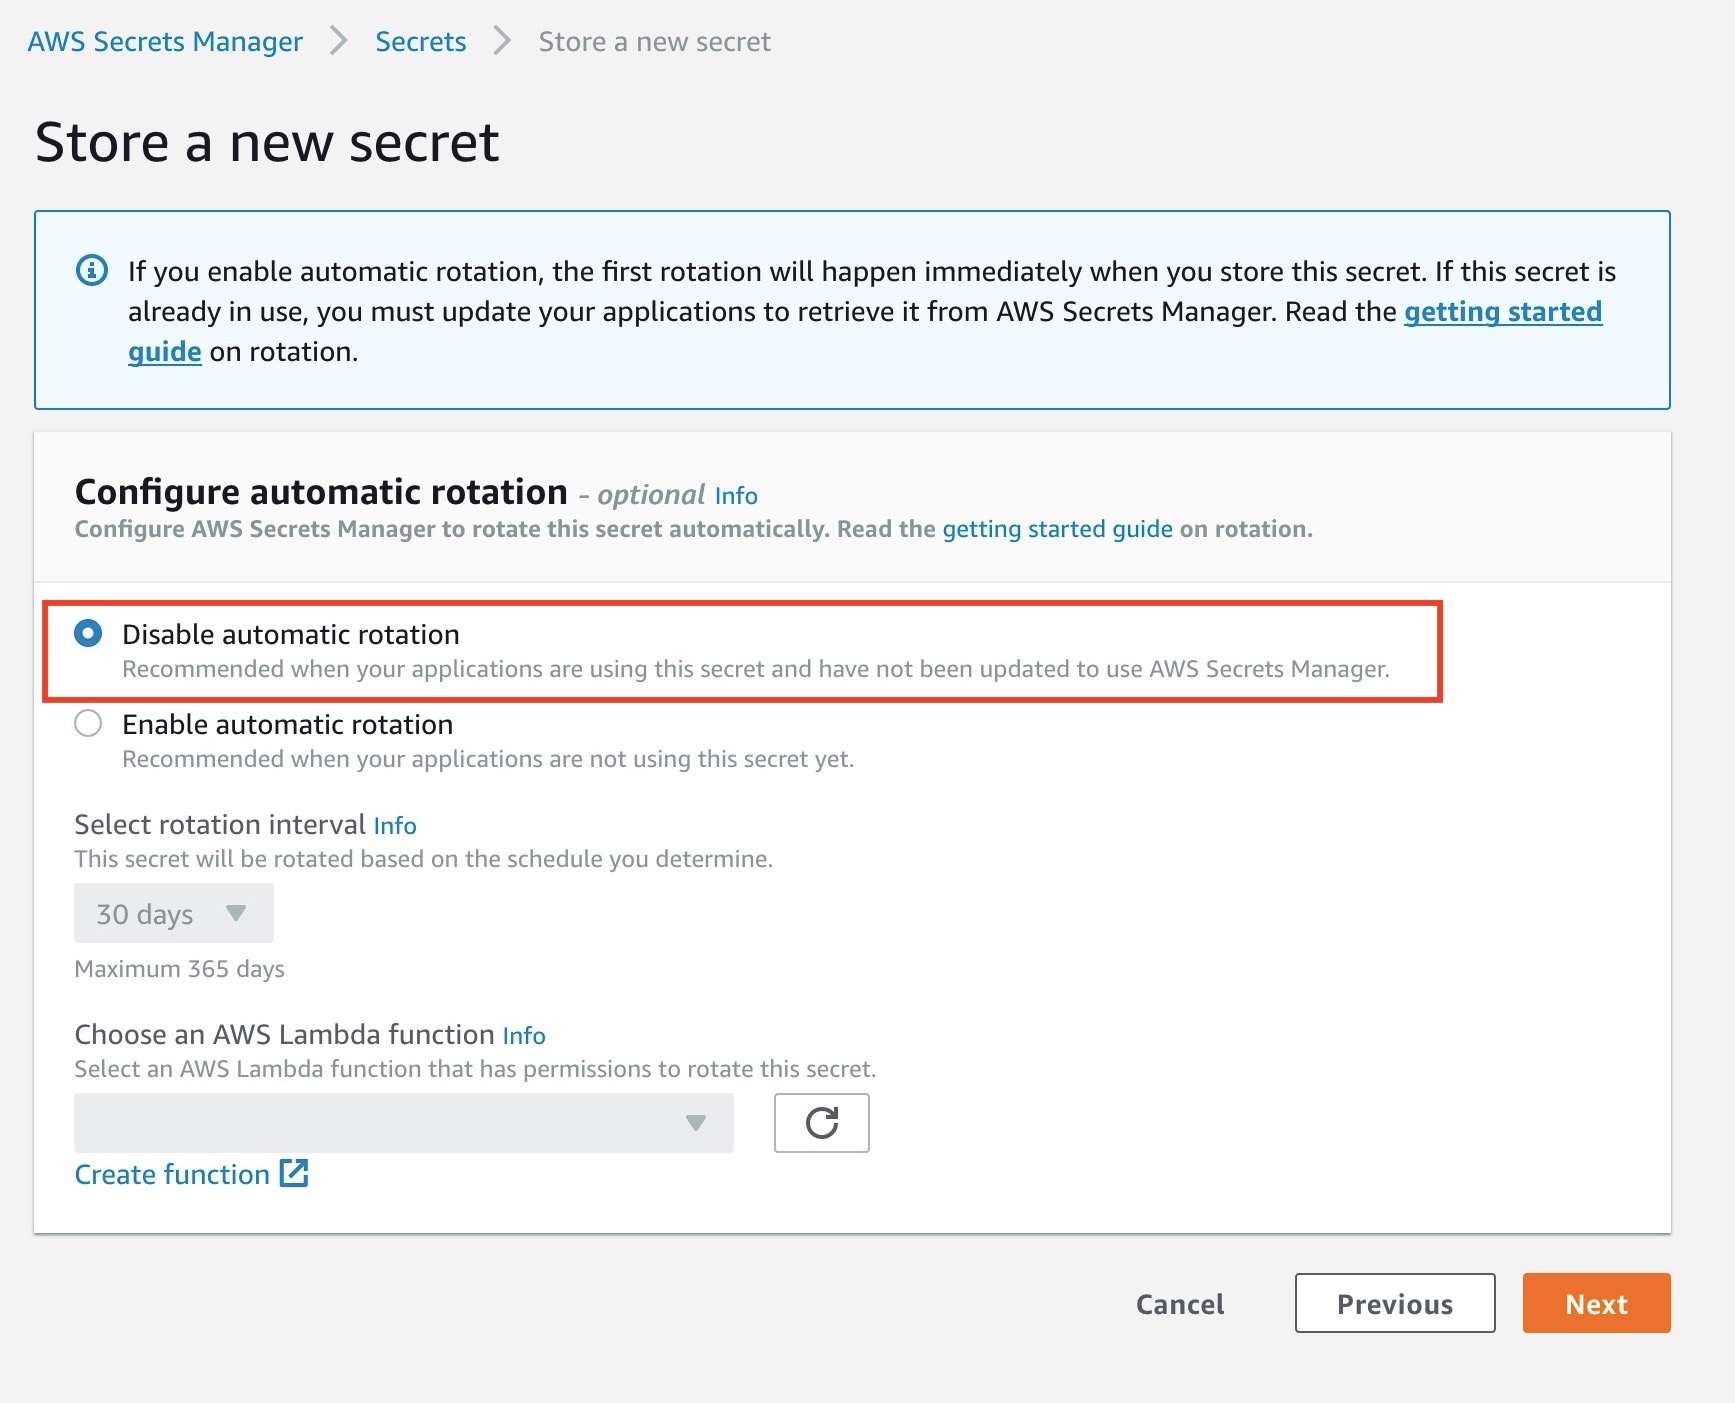 AWS Secrets Manager > Secrets > Store a new secret
Store a new secret
If you enable automatic rotation, the first rotation will happen immediately when you store this secret. If this secret is
already in use, you must update your applications to retrieve it from AWS Secrets Manager. Read the getting started
guide on rotation.
Configure automatic rotation - optional Info
Configure AWS Secrets Manager to rotate this secret automatically. Read the getting started guide on rotation.
Disable automatic rotation
Recommended when your applications are using this secret and have not been updated to use AWS Secrets Manager.
Enable automatic rotation
Recommended when your applications are not using this secret yet.
Select rotation interval Info
This secret will be rotated based on the schedule you determine.
30 days
Maximum 365 days
Choose an AWS Lambda function Info
Select an AWS Lambda function that has permissions to rotate this secret.
Create function
Cancel Previous Next